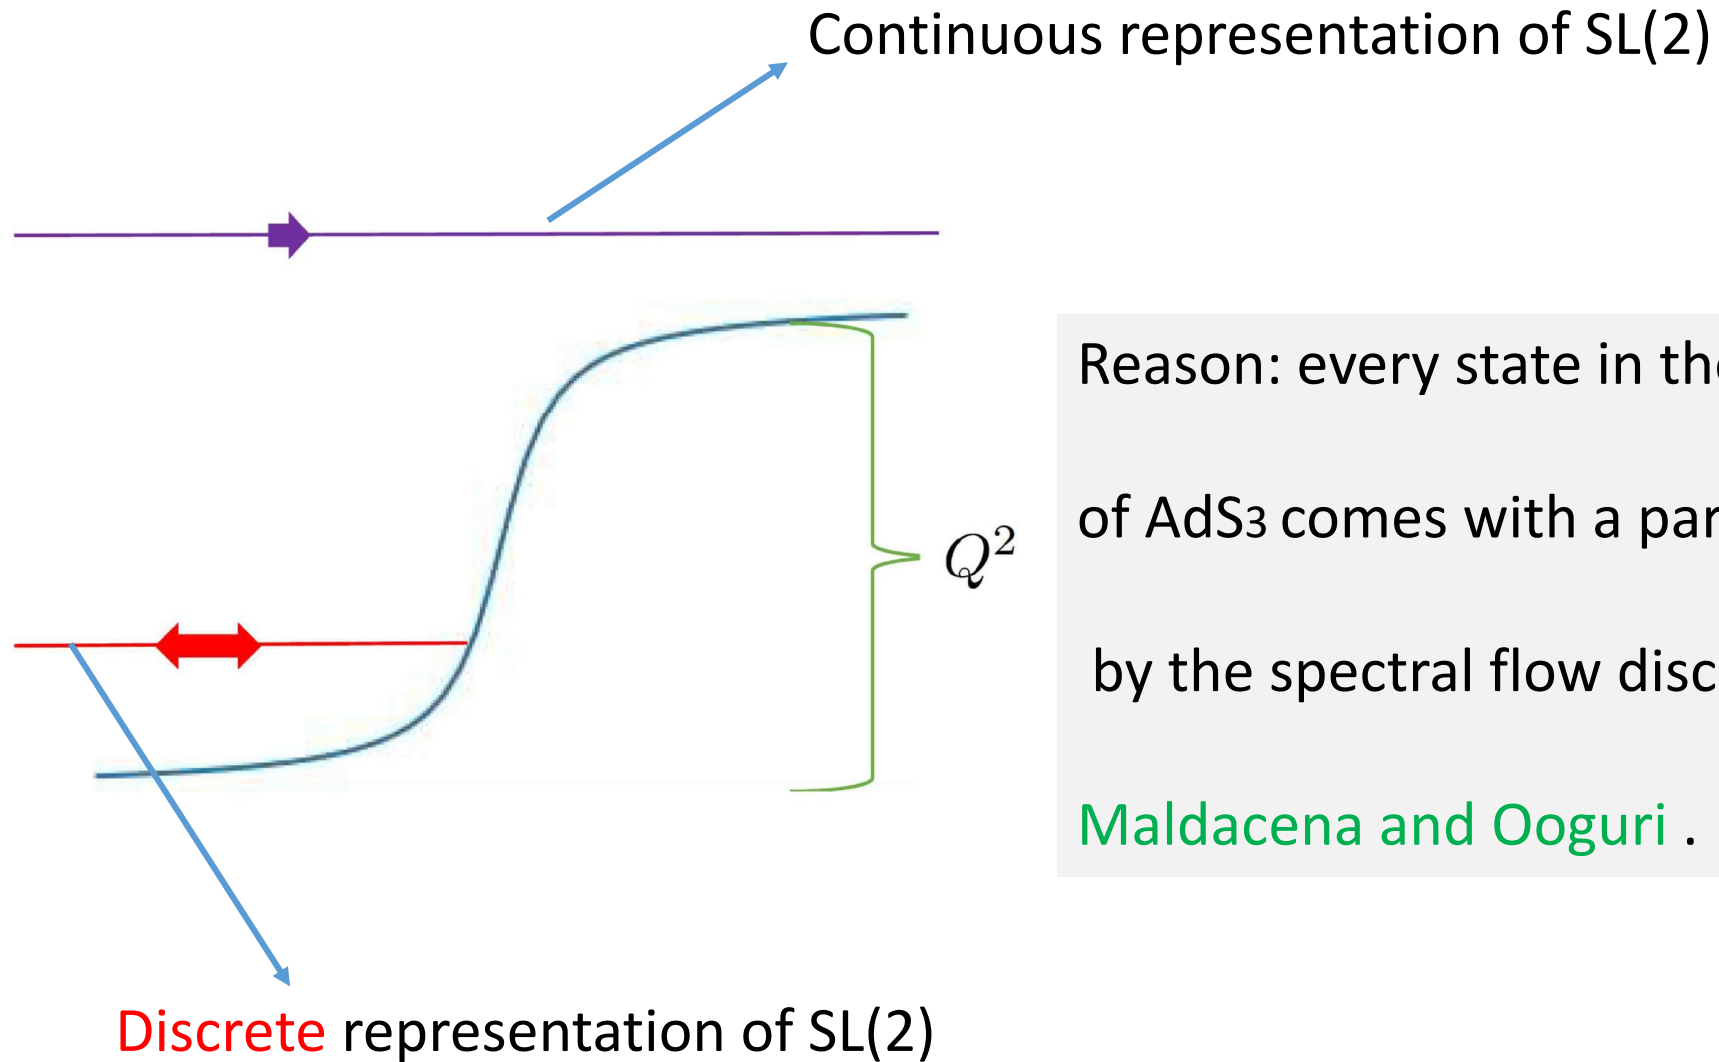 Continuous representation of SL(2)
Reason: every state in the
of AdS3 comes with a par
Q²
by the spectral flow disc
Maldacena and Ooguri .
Discrete representation of SL(2)